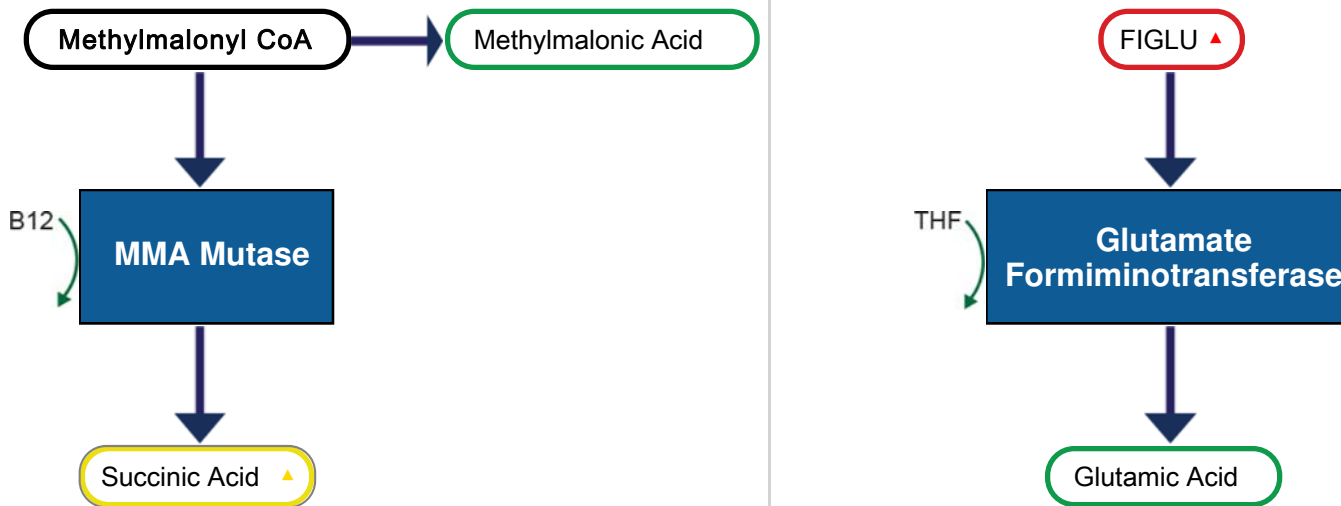 Methylmalonyl CoA
Methylmalonic Acid
B12
MMA Mutase
Succinic Acid ▲
FIGLU ▲
THF
Glutamate
Formiminotransferase
Glutamic Acid